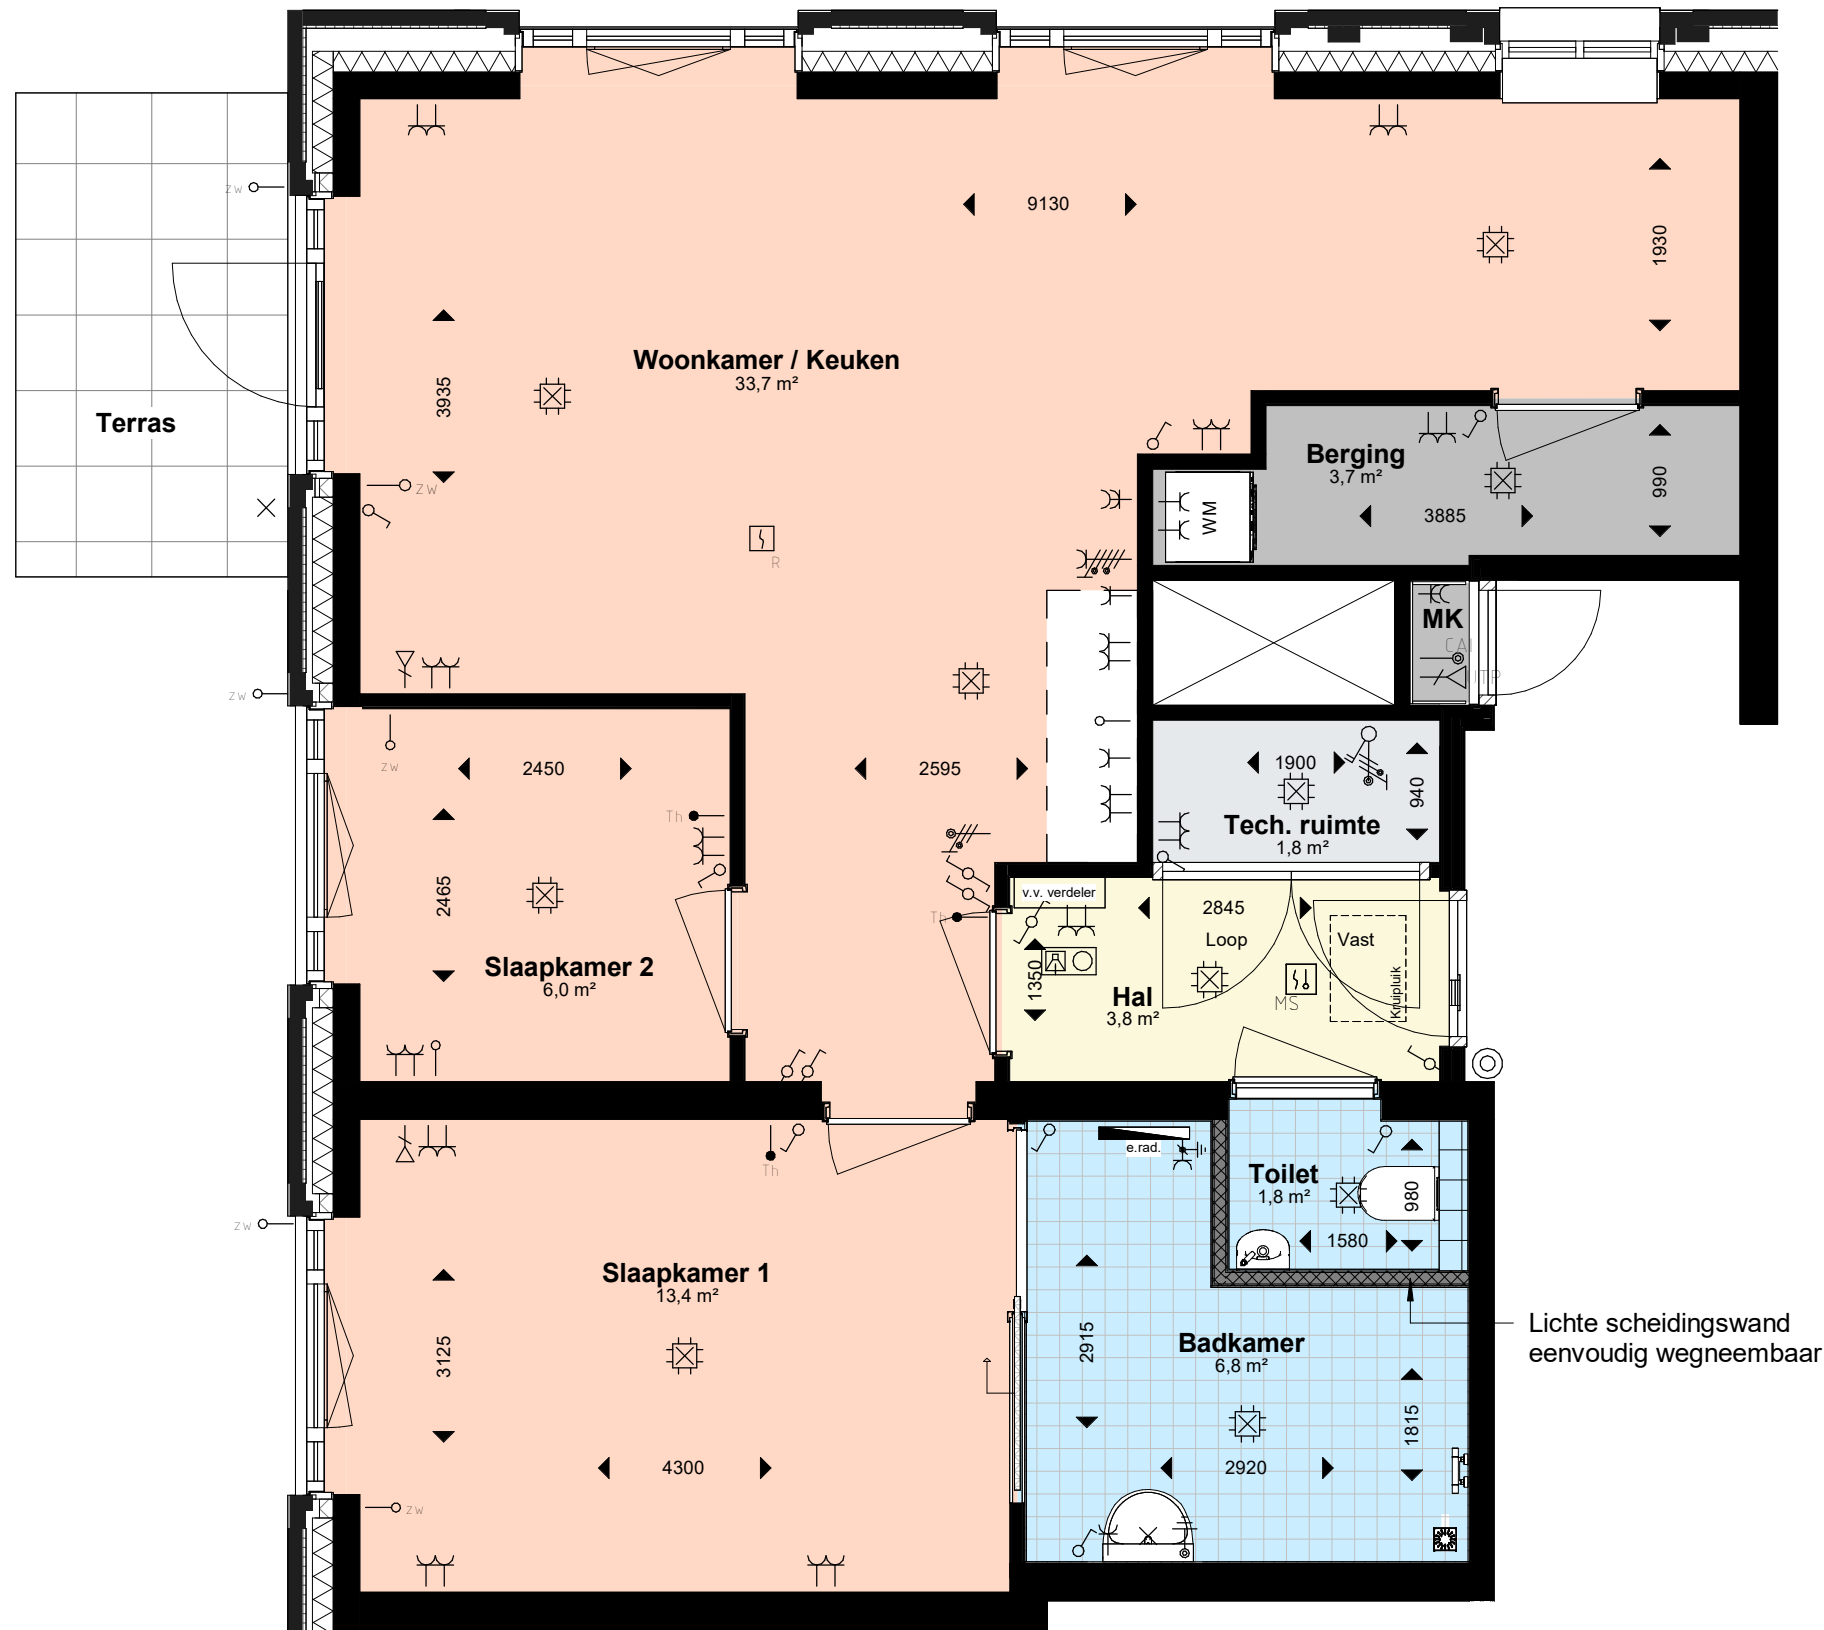 zw
9130
1930
Woonkamer / Keuken
33,7 m²
3935
Terras
Berging
3,7 m²
990
zw
WM
3885
R
MK
CAI
UTP
zw
zw
2450
2595
1900
940
Th
Tech. ruimte
1,8 m²
2465
v.v. verdeler
2845
Th
Loop
Vast
Slaapkamer 2
6,0 m²
1350
Hal
3,8 m²
MS
Kruipluik
e.rad.
Th
Toilet
1,8 m²
980
zw
1580
Slaapkamer 1
13,4 m²
3125
2915
Badkamer
6,8 m²
Lichte scheidingswand
eenvoudig wegneembaar
1815
4300
2920
zw